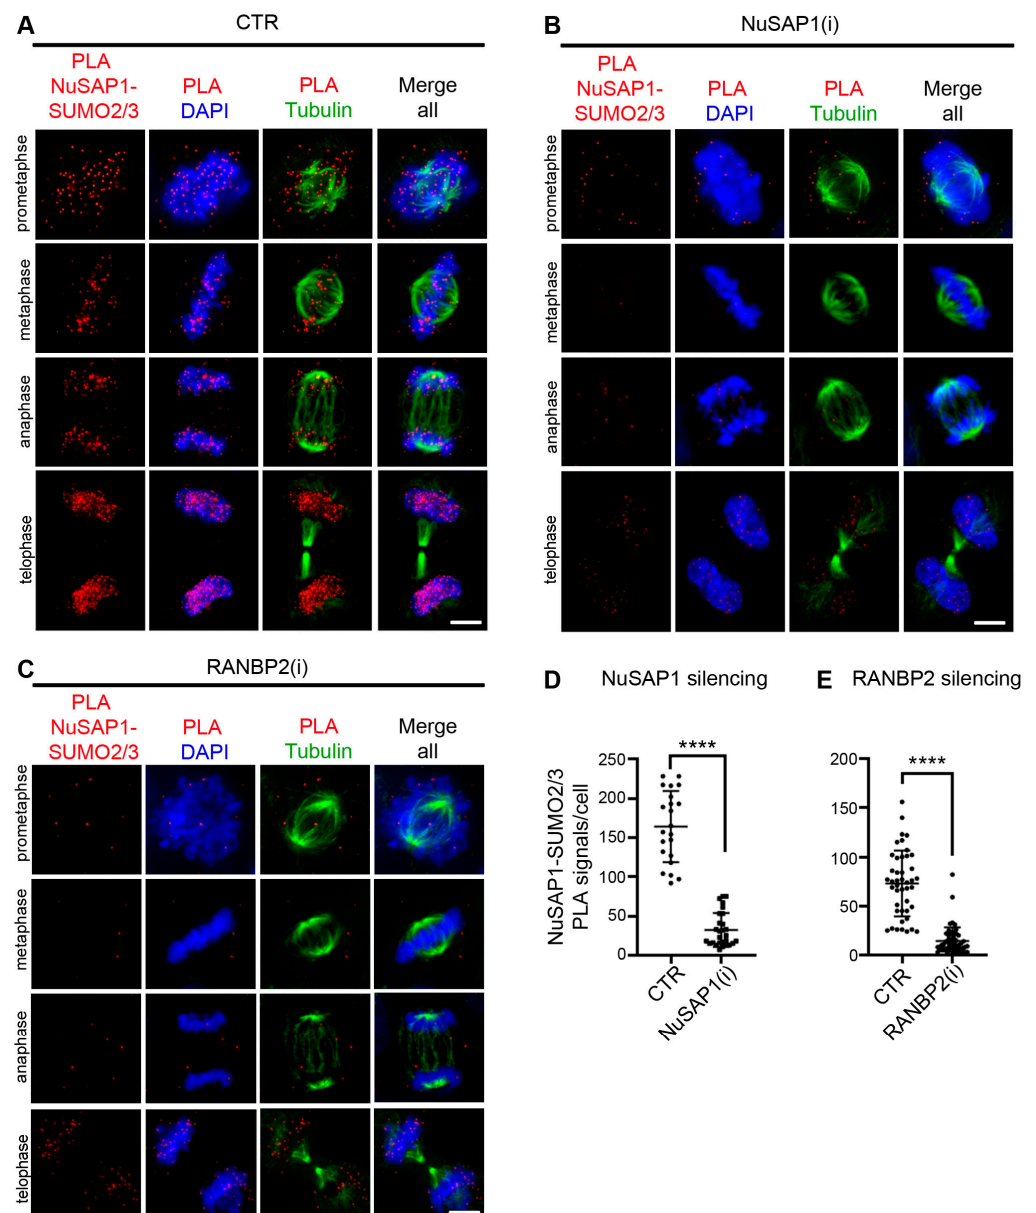 A
CTR
PLA
NuSAP1-
SUMO2/3
PLA
DAPI
PLA
Tubulin
Merge
all
prometaphse
metaphase
anaphase
telophase
B
NuSAP1(i)
PLA
NuSAP1-
SUMO2/3
PLA
DAPI
PLA
Tubulin
Merge
all
prometaphase
metaphase
anaphase
telophase
C
RANBP2(i)
PLA
NuSAP1-
SUMO2/3
PLA
DAPI
PLA
Tubulin
Merge
all
prometaphase
metaphase
anaphase
telophase
D
NuSAP1 silencing
NuSAP1-SUMO2/3
PLA signals/cell
****
250
200
150
100
50
0
CTR
NuSAP1(i)
E
RANBP2 silencing
****
200
150
100
50
0
CTR
RANBP2(i)